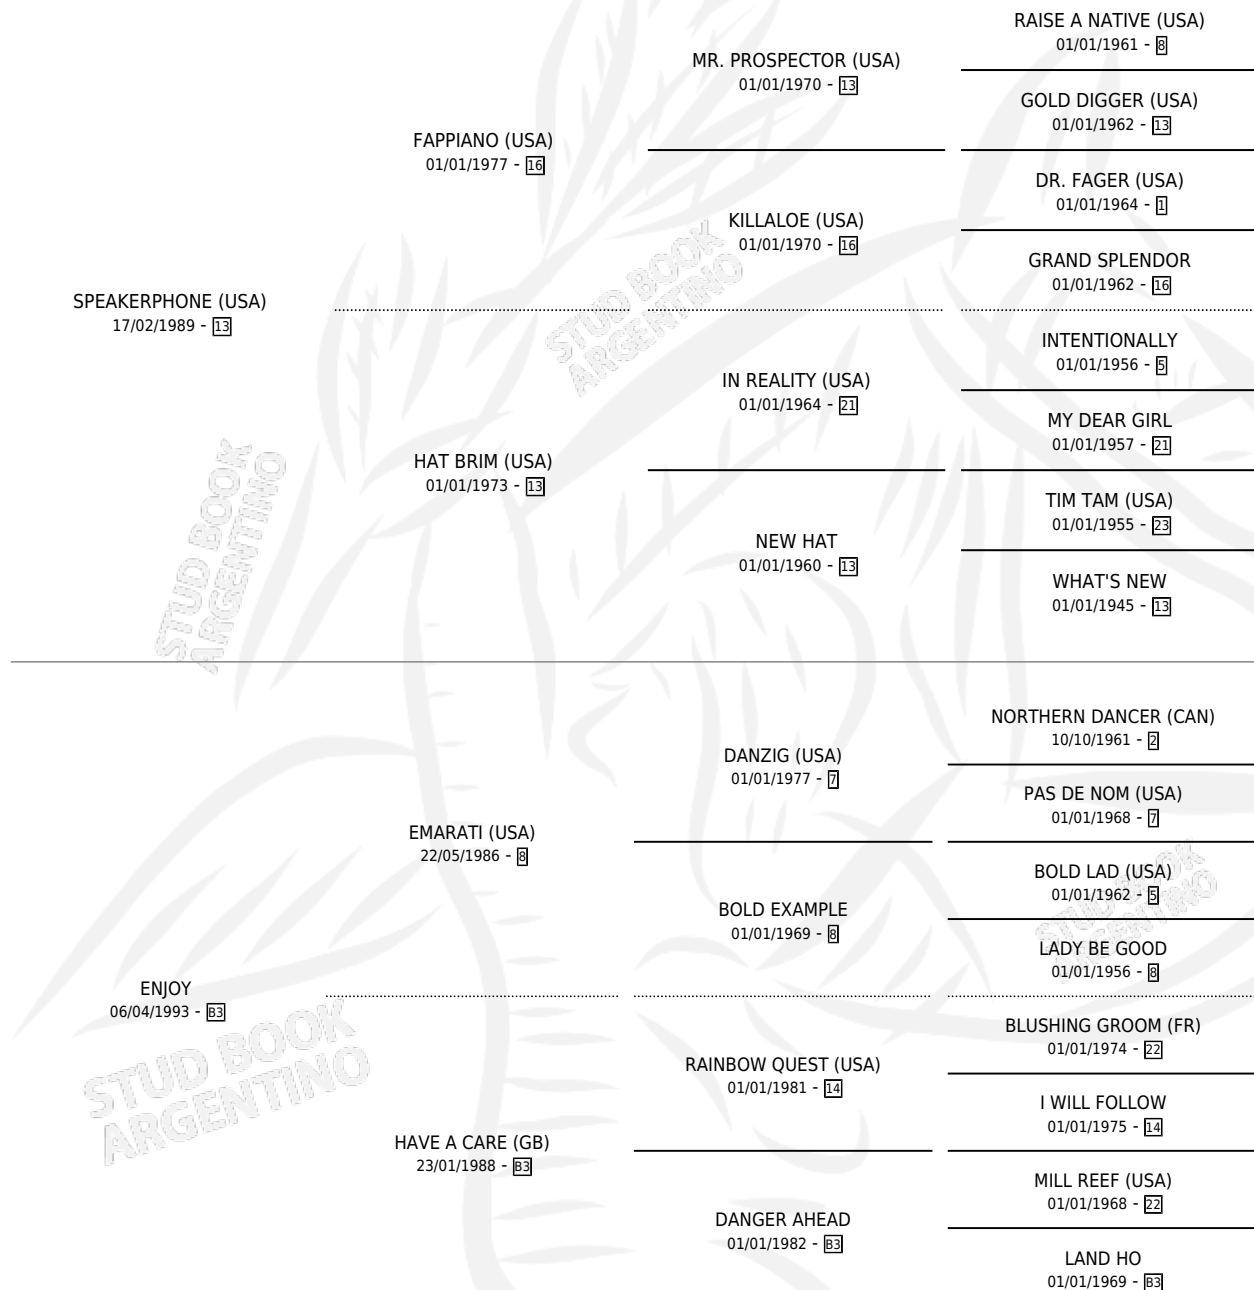 RAISE A NATIVE (USA)
01/01/1961 - 8
MR. PROSPECTOR (USA)
01/01/1970 - 13
GOLD DIGGER (USA)
01/01/1962 - 13
FAPPIANO (USA)
01/01/1977 - 16
DR. FAGER (USA)
01/01/1964 - 1
KILLALOE (USA)
01/01/1970 - 16
GRAND SPLENDOR
01/01/1962 - 16
SPEAKERPHONE (USA)
17/02/1989 - 13
STUD BOOK
ARGENTINO
INTENTIONALLY
01/01/1956 - 5
IN REALITY (USA)
01/01/1964 - 21
MY DEAR GIRL
01/01/1957 - 21
HAT BRIM (USA)
01/01/1973 - 13
TIM TAM (USA)
01/01/1955 - 23
NEW HAT
01/01/1960 - 13
WHAT'S NEW
01/01/1945 - 13
STUD BOOK
ARGENTINO
NORTHERN DANCER (CAN)
10/10/1961 - 2
DANZIG (USA)
01/01/1977 - 7
PAS DE NOM (USA)
01/01/1968 - 7
EMARATI (USA)
22/05/1986 - 8
BOLD LAD (USA)
01/01/1962 - 5
STUD BOOK
ARGENTINO
BOLD EXAMPLE
01/01/1969 - 8
LADY BE GOOD
01/01/1956 - 8
ENJOY
06/04/1993 - B3
STUD BOOK
ARGENTINO
BLUSHING GROOM (FR)
01/01/1974 - 22
RAINBOW QUEST (USA)
01/01/1981 - 14
I WILL FOLLOW
01/01/1975 - 14
HAVE A CARE (GB)
23/01/1988 - B3
MILL REEF (USA)
01/01/1968 - 22
DANGER AHEAD
01/01/1982 - B3
LAND HO
01/01/1969 - B3